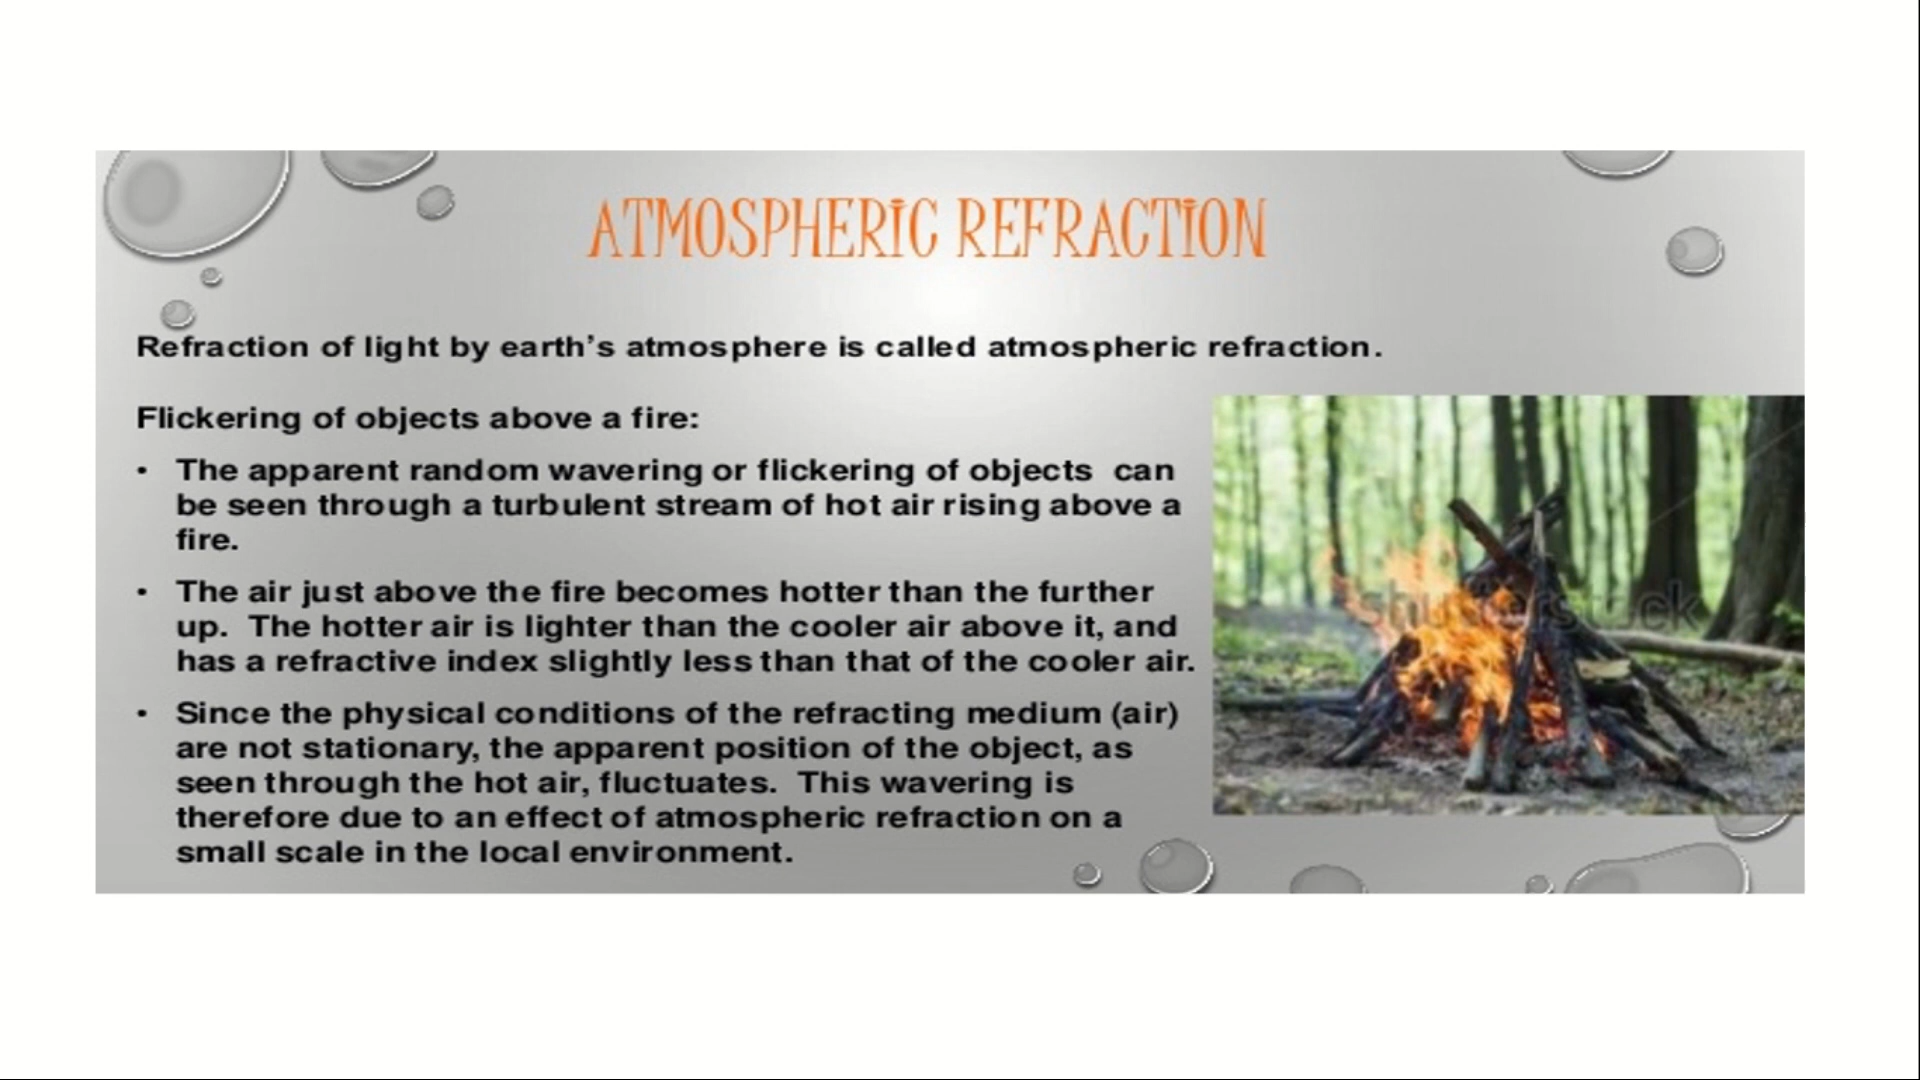 ATMOSPHERIC REFRACTION
Refraction of light by earth's atmosphere is called atmospheric refraction.
Flickering of objects above a fire:
• The apparent random wavering or flickering of objects can
be seen through a turbulent stream of hot air rising above a
fire.
• The air just above the fire becomes hotter than the further
up. The hotter air is lighter than the cooler air above it, and
has a refractive index slightly less than that of the cooler air.
• Since the physical conditions of the refracting medium (air)
are not stationary, the apparent position of the object, as
seen through the hot air, fluctuates. This wavering is
therefore due to an effect of atmospheric refraction on a
small scale in the local environment.
shutterstock